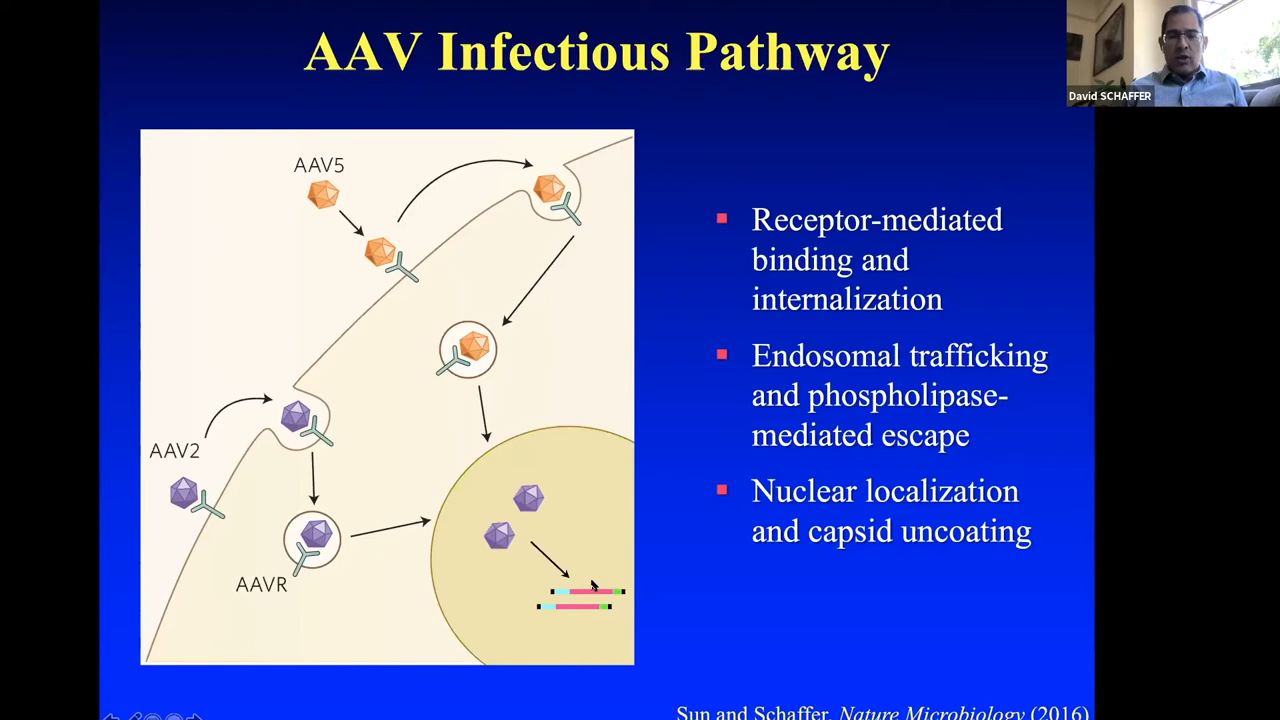 AAV Infectious Pathway
David SCHAFFER
AAV5
AAV2
AAVR
Receptor-mediated
binding and
internalization
Endosomal trafficking
and phospholipase-
mediated escape
Nuclear localization
and capsid uncoating
Sun and Schaffer, Nature Microbiology (2016)